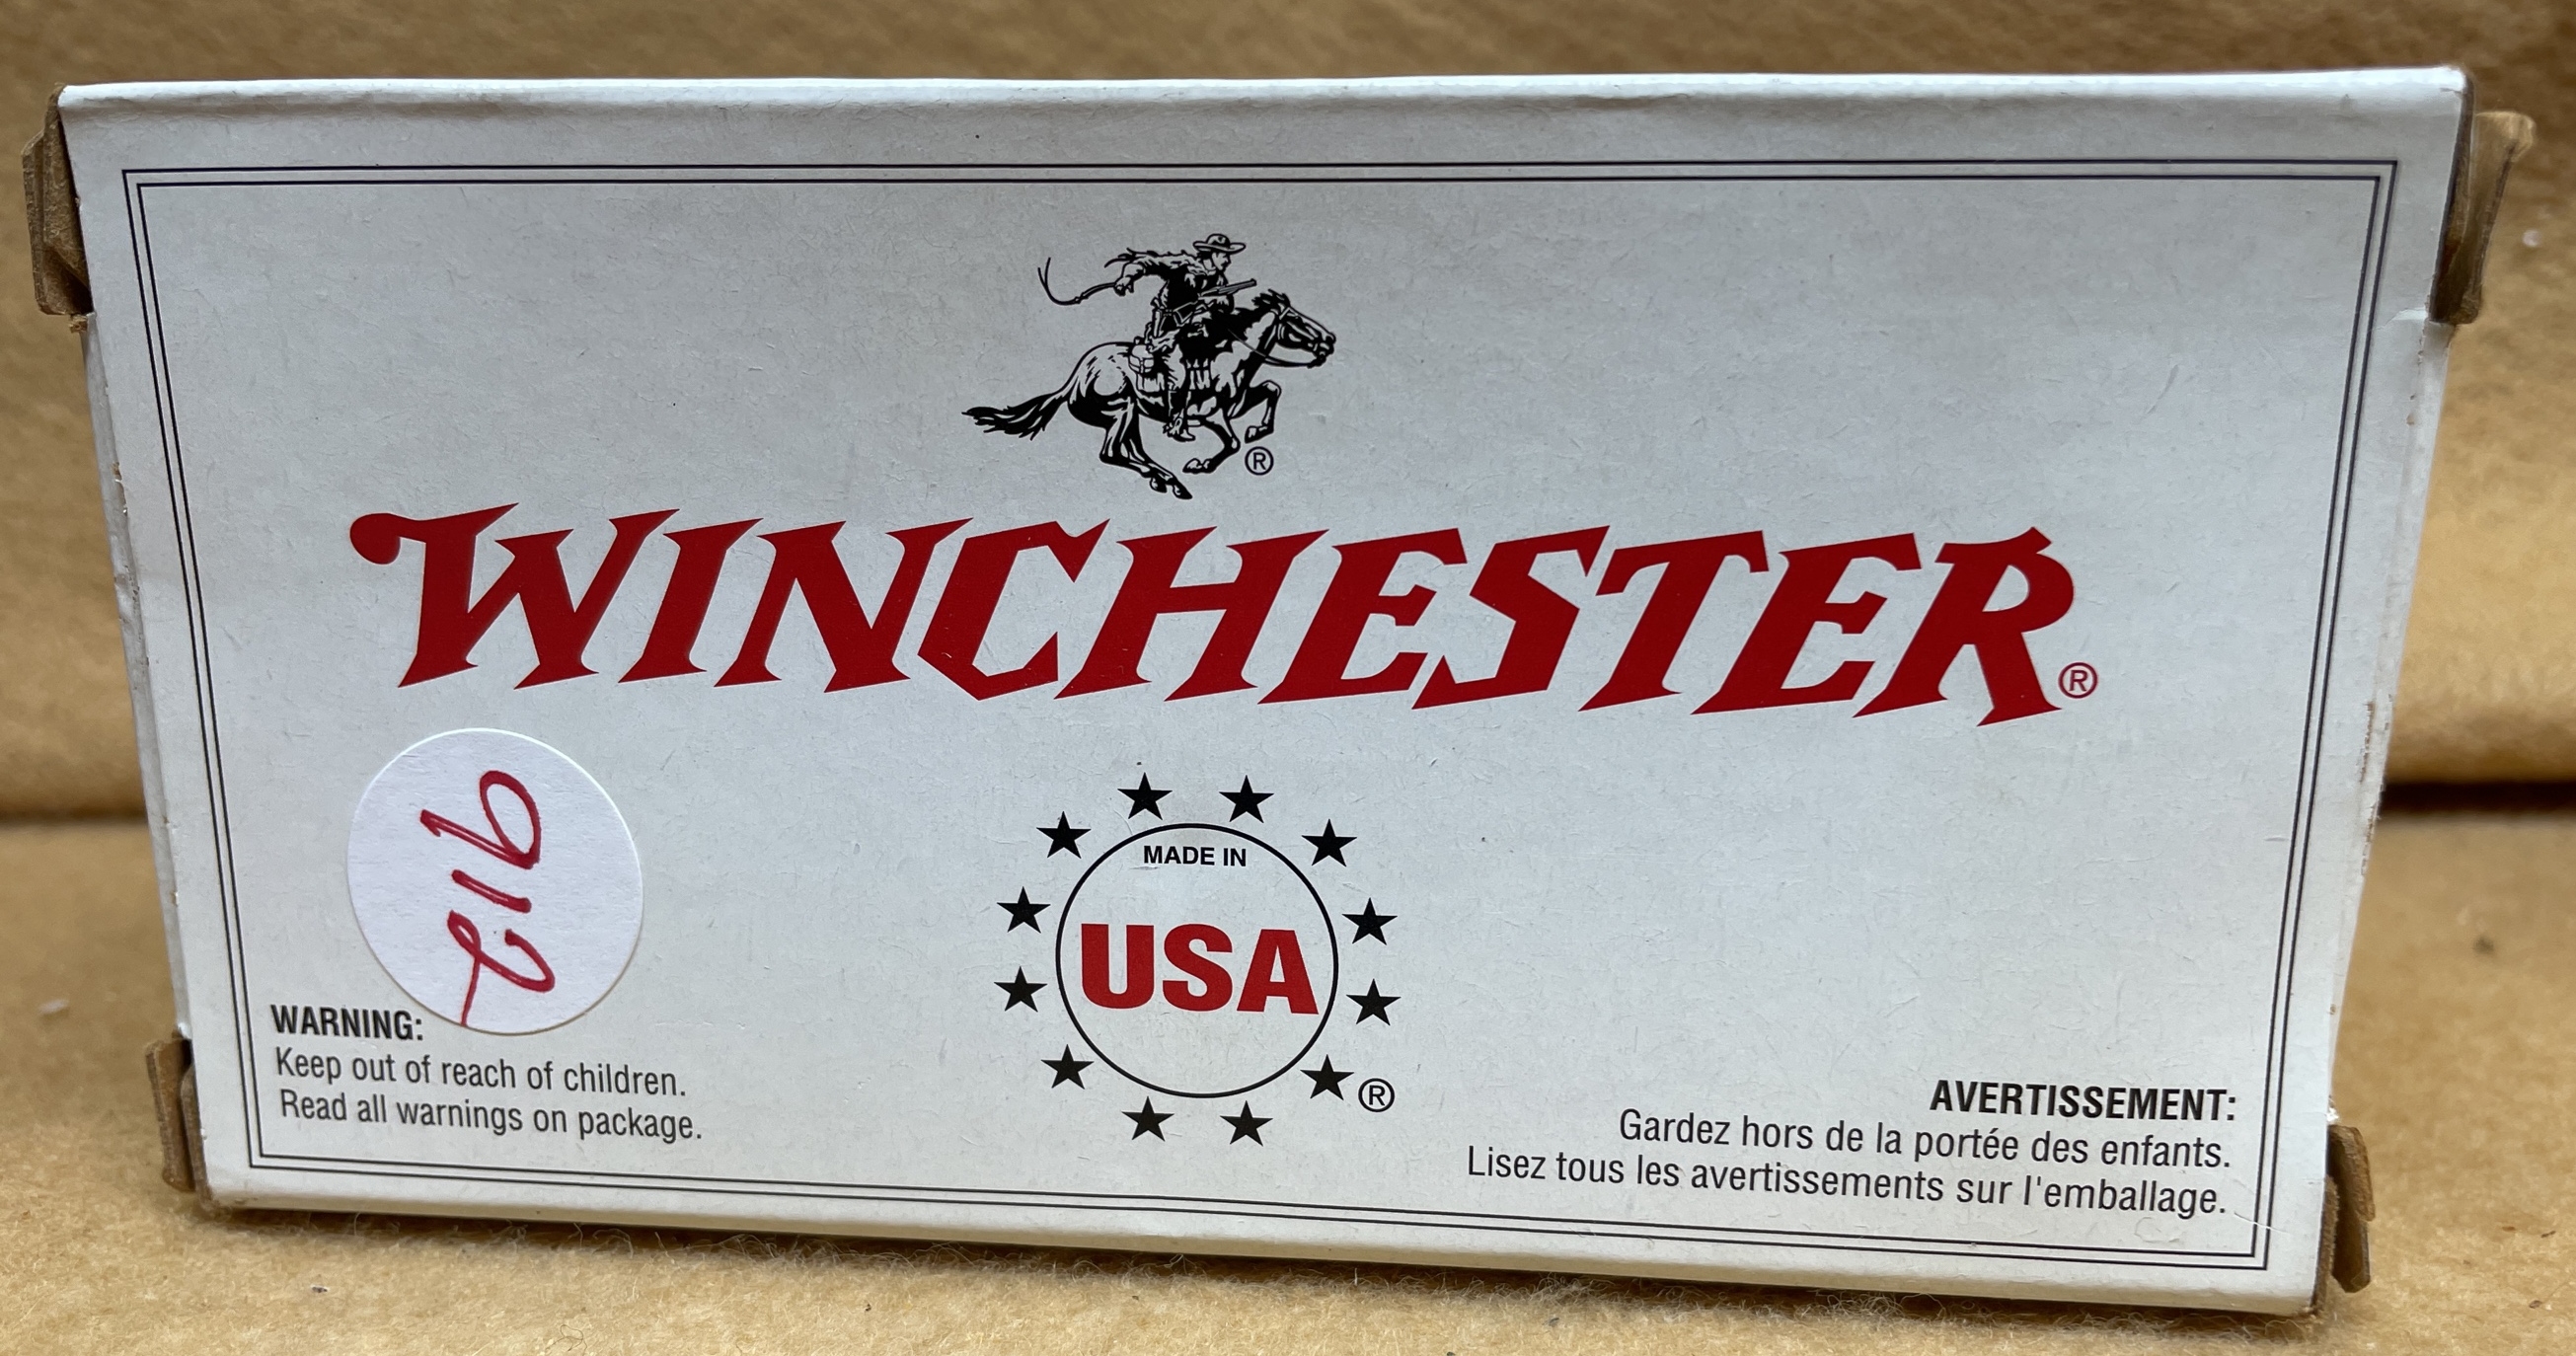 ®
WINCHESTER®
912
MADE IN
USA
®
WARNING:
Keep out of reach of children.
Read all warnings on package.
AVERTISSEMENT:
Gardez hors de la portée des enfants.
Lisez tous les avertissements sur l'emballage.